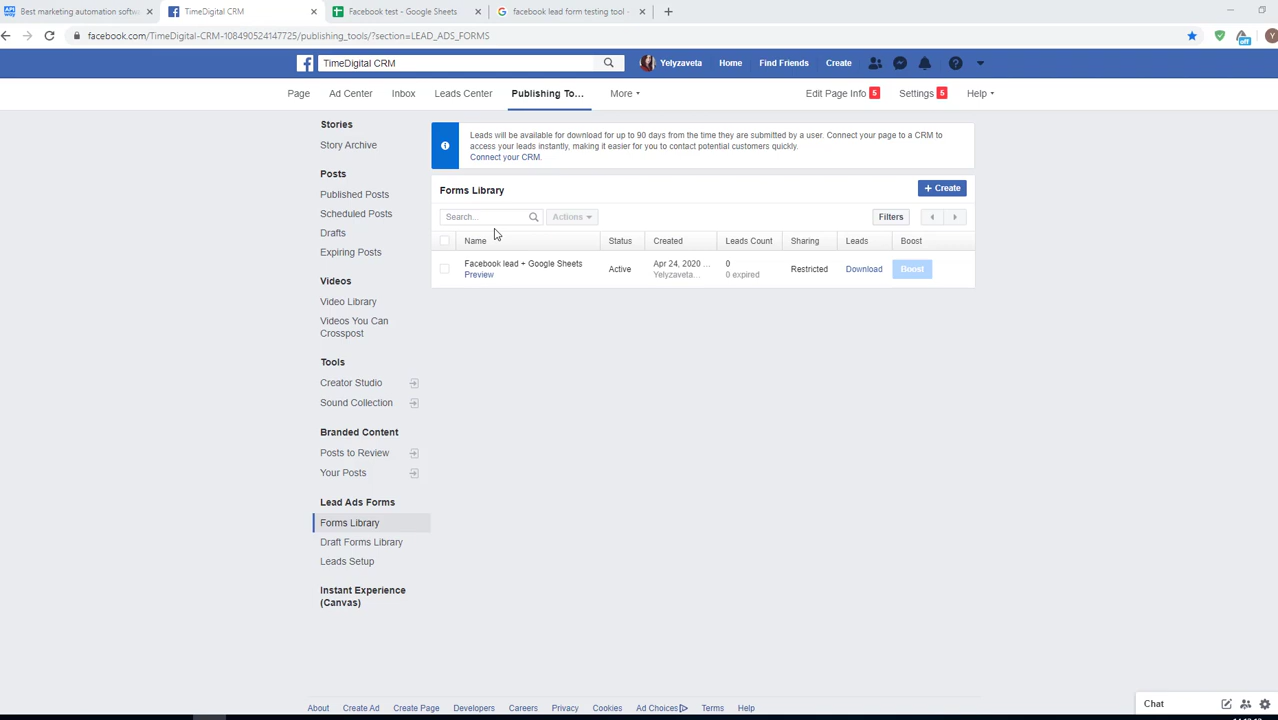 Best marketing automation softw
TimeDigital CRM
Facebook test - Google Sheets
facebook lead form testing tool -
facebook.com/TimeDigital-CRM-108490524147725/publishing_tools/?section=LEAD_ADS_FORMS
off
Y
TimeDigital CRM
Yelyzaveta
Home
Find Friends
Create
Page
Ad Center
Inbox
Leads Center
Publishing To...
More
Edit Page Info 5
Settings 5
Help
Stories
Story Archive
Posts
Published Posts
Scheduled Posts
Drafts
Expiring Posts
Videos
Video Library
Videos You Can
Crosspost
Tools
Creator Studio
Sound Collection
Branded Content
Posts to Review
Your Posts
Lead Ads Forms
Forms Library
Draft Forms Library
Leads Setup
Instant Experience
(Canvas)
Leads will be available for download for up to 90 days from the time they are submitted by a user. Connect your page to a CRM to
access your leads instantly, making it easier for you to contact potential customers quickly.
Connect your CRM.
Forms Library
+ Create
Search...
Actions
Filters
Name
Status
Created
Leads Count
Sharing
Leads
Boost
Facebook lead + Google Sheets
Preview
Active
Apr 24, 2020 ...
Yelyzaveta...
0
0 expired
Restricted
Download
Boost
About
Create Ad
Create Page
Developers
Careers
Privacy
Cookies
Ad Choices
Terms
Help
Chat